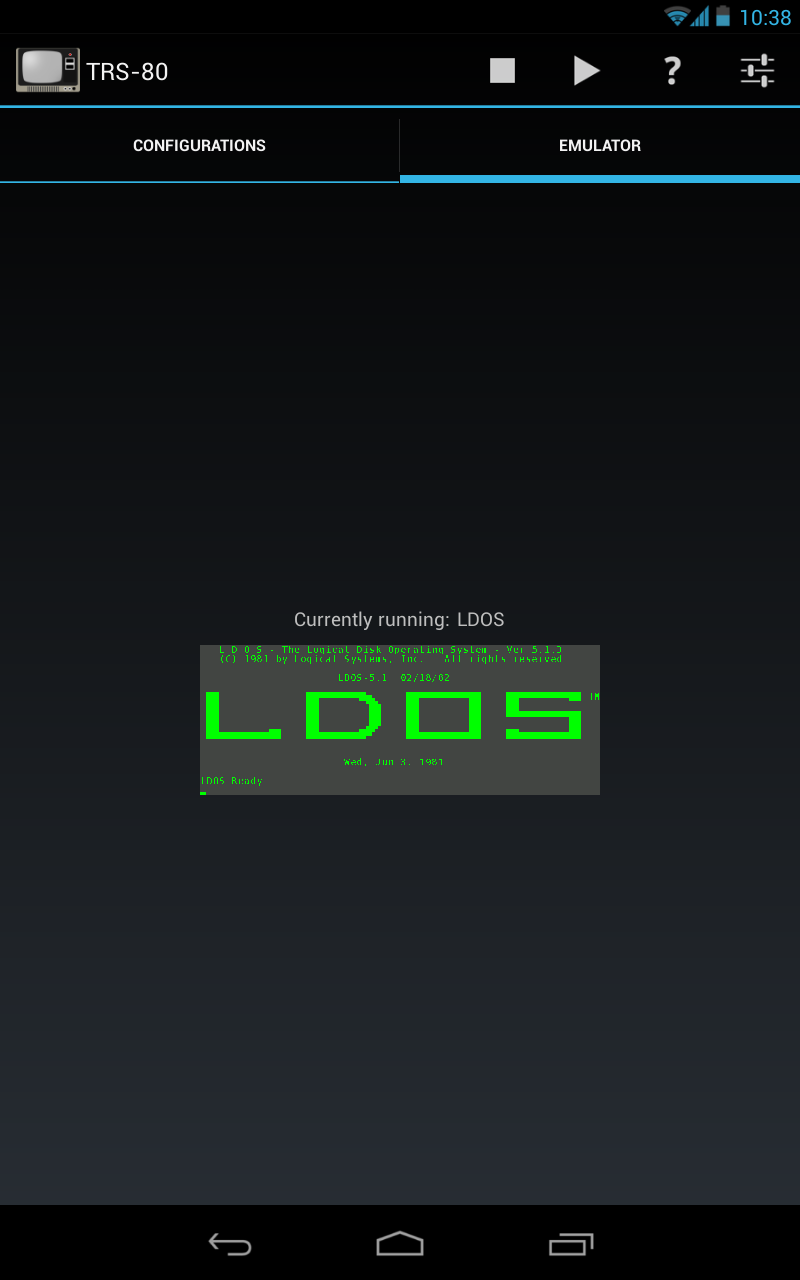 10:38
TRS-80
?
CONFIGURATIONS
EMULATOR
Currently running: LDOS
L D O S - The Logical Disk Operating System - Ver 5.1.3
(C) 1981 by Logical Systems, Inc. All rights reserved
LDOS-5.1 02/18/82
LDOS TM
Wed, Jun 3, 1981
LDOS Ready